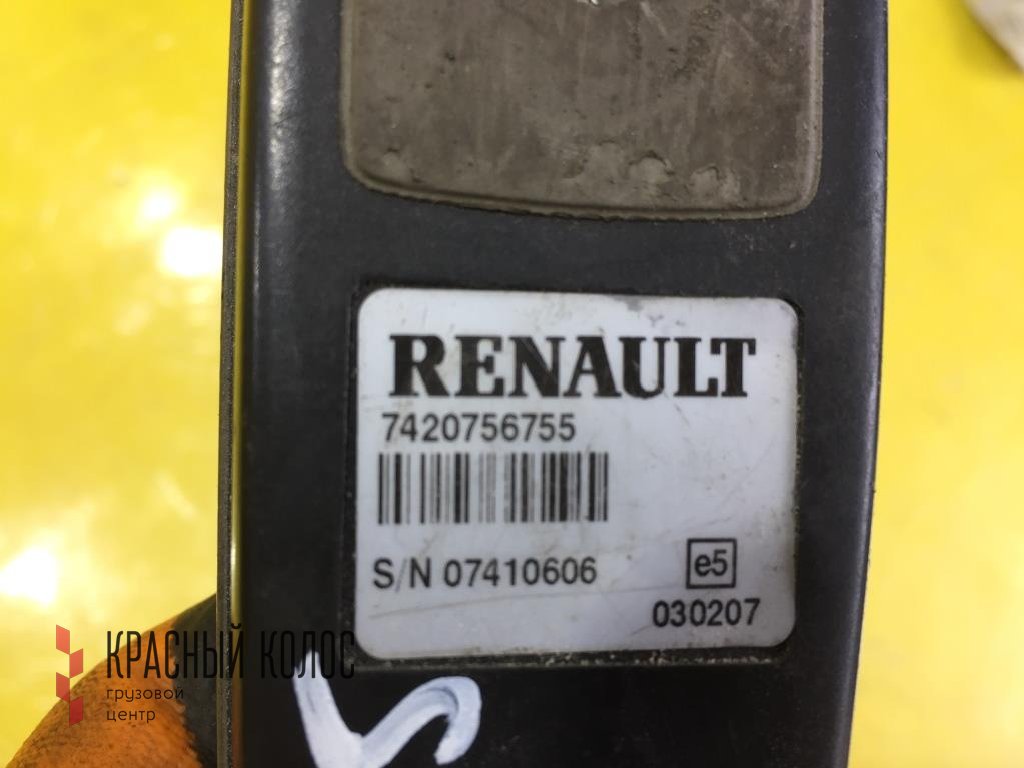 RENAULT
7420756755
S/N 07410606
e5
030207
КРАСНЫЙ КОЛОС
грузовой
центр